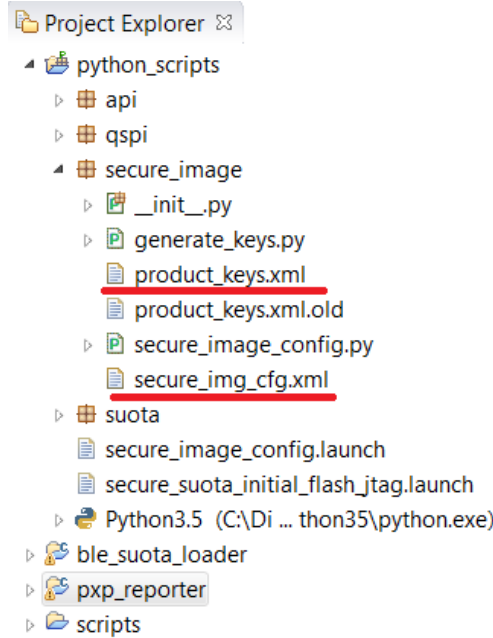 Project Explorer
python_scripts
api
qspi
secure_image
__init__.py
generate_keys.py
product_keys.xml
product_keys.xml.old
secure_image_config.py
secure_img_cfg.xml
suota
secure_image_config.launch
secure_suota_initial_flash_jtag.launch
Python3.5 (C:\Di ... thon35\python.exe)
ble_suota_loader
pxp_reporter
scripts